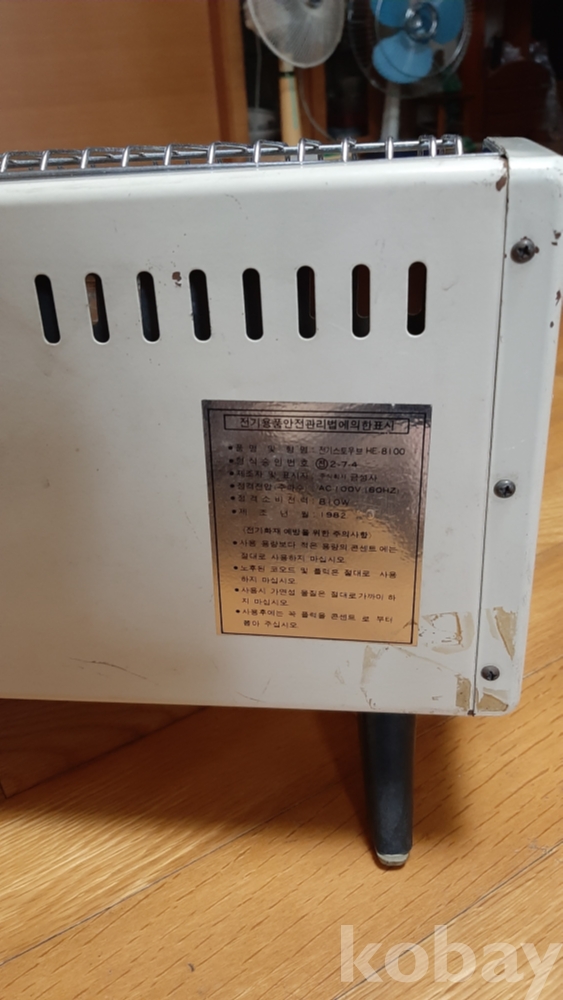 전기용품안전관리법에의한표시
● 품 명 및 형 명 : 전기스토우브 HE-8100
● 형식승인번호 2-7-4
● 제조자 및 표시자 주식회사 금성사
● 정격전압·주파수 : AC 100V (60HZ)
● 정격소비전력 810W
● 제 조 년 월 : 1982
(전기화재 예방을 위한 주의사항)
● 사용 용량보다 적은 용량의 콘센트 에는
절대로 사용하지 마십시오.
● 노후된 코오드 및 플럭은 절대로 사용
하지 마십시오.
● 사용시 가연성 물질은 절대로 가까이 하
지 마십시오.
● 사용후에는 꼭 플럭을 콘센트 로 부터
뽑아 주십시오.
kobay